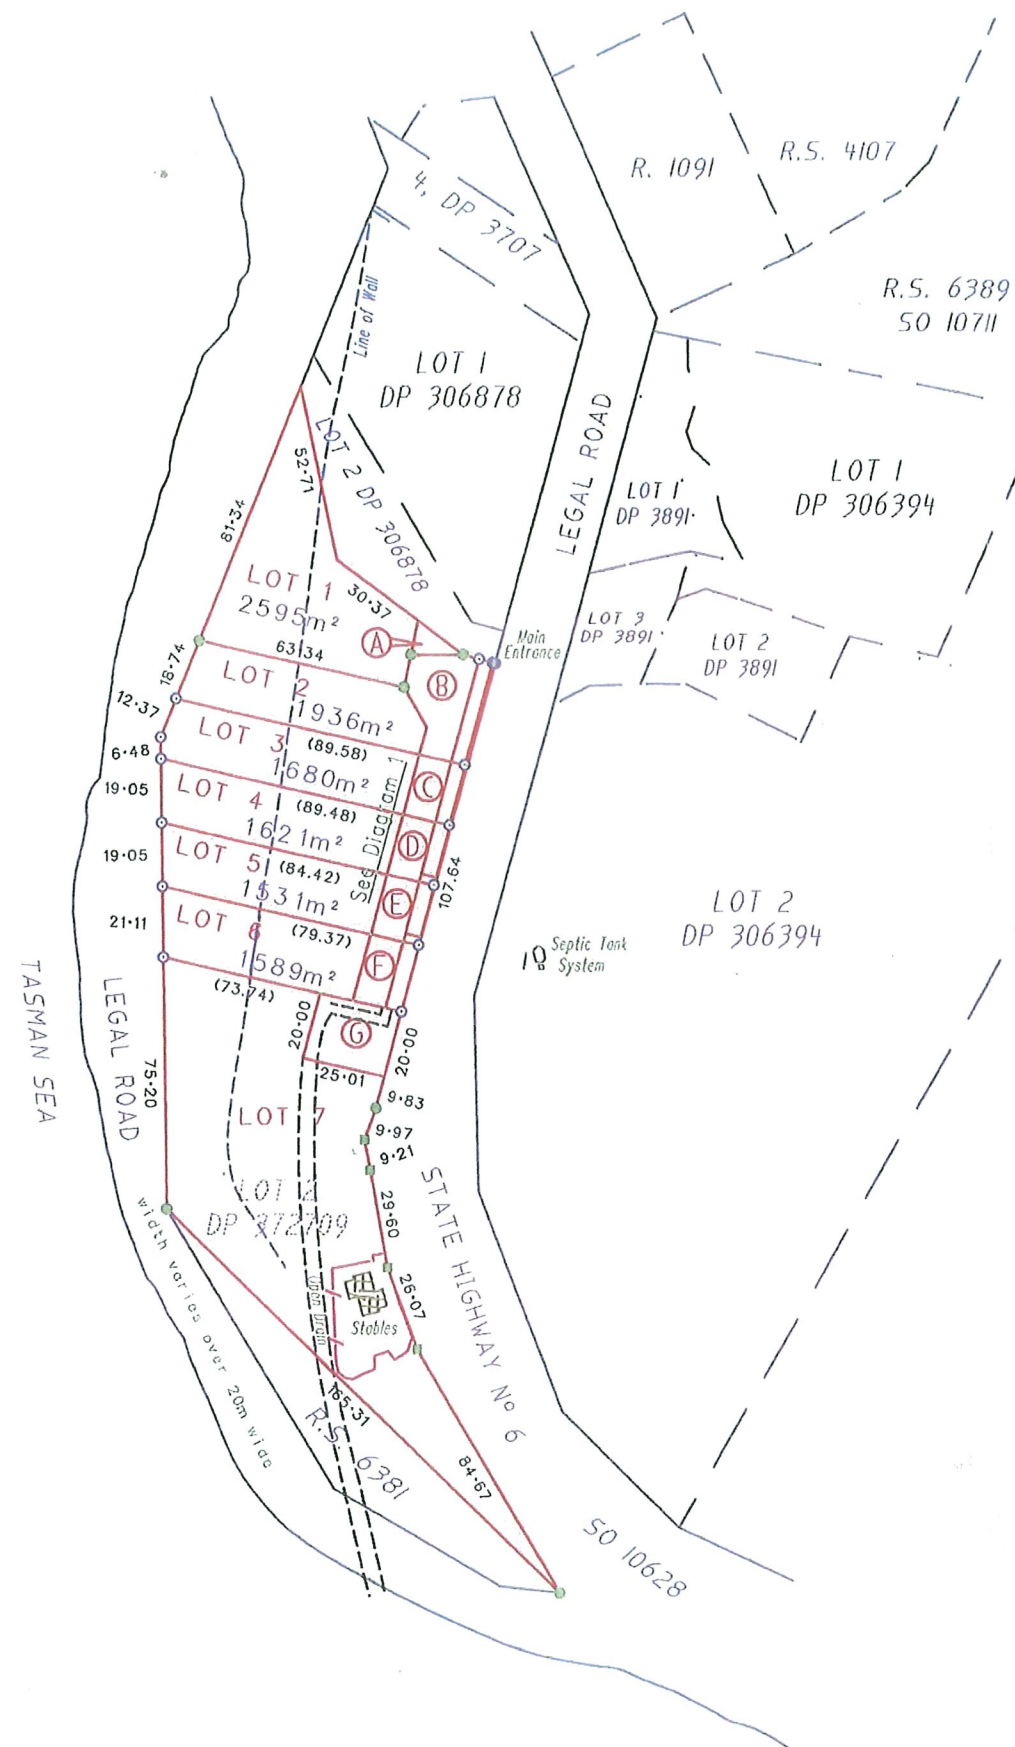 R. 1091
R.S. 4107
4, DP 3707
R.S. 6389
SO 10711
Line of Wall
LOT 1
DP 306878
LEGAL ROAD
LOT 2 DP 306878
LOT 1
DP 3891
LOT 1
DP 306394
52·71
81·34
LOT 1
2595m²
30·37
A
63·34
LOT 3
DP 3891
LOT 2
DP 3891
Main
Entrance
18·74
LOT 2
1936m²
B
12·37
LOT 3
(89.58)
1680m²
6·48
19·05
LOT 4
(89.48)
1621m²
See Diagram 1
C
D
19·05
LOT 5
(84.42)
1531m²
E
107.64
21·11
LOT 6
(79.37)
1589m²
F
(73.74)
LOT 2
DP 306394
Septic Tank
System
TASMAN SEA
LEGAL ROAD
75·20
20·00
G
20·00
25·01
9·83
LOT 7
9·97
9·21
29·60
LOT 2
DP 372709
STATE HIGHWAY Nº 6
width varies over 20m wide
Open Drain
Stables
26·07
165.31
R.S. 6381
84·67
SO 10628